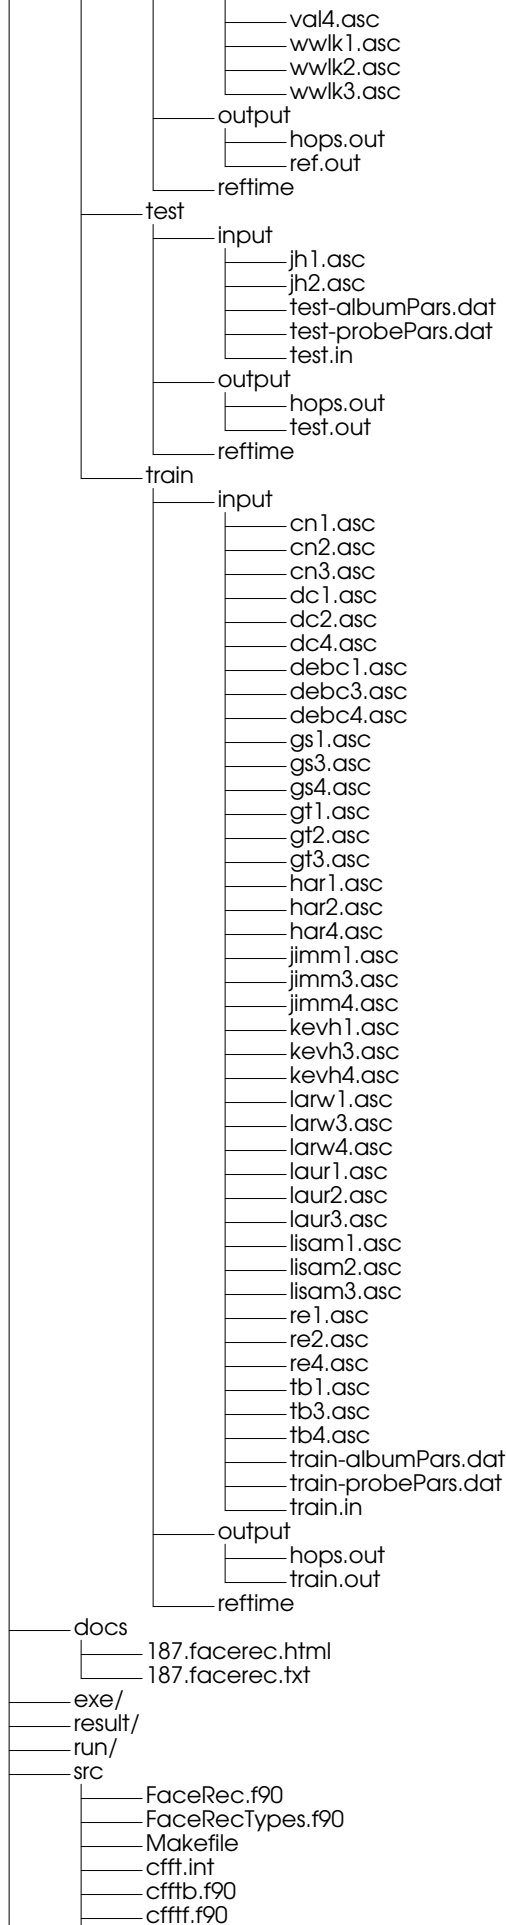 val4.asc
wwlk1.asc
wwlk2.asc
wwlk3.asc
output
hops.out
ref.out
reftime
test
input
jh1.asc
jh2.asc
test-albumPars.dat
test-probePars.dat
test.in
output
hops.out
test.out
reftime
train
input
cn1.asc
cn2.asc
cn3.asc
dc1.asc
dc2.asc
dc4.asc
debc1.asc
debc3.asc
debc4.asc
gs1.asc
gs3.asc
gs4.asc
gt1.asc
gt2.asc
gt3.asc
har1.asc
har2.asc
har4.asc
jimm1.asc
jimm3.asc
jimm4.asc
kevh1.asc
kevh3.asc
kevh4.asc
larw1.asc
larw3.asc
larw4.asc
laur1.asc
laur2.asc
laur3.asc
lisam1.asc
lisam2.asc
lisam3.asc
re1.asc
re2.asc
re4.asc
tb1.asc
tb3.asc
tb4.asc
train-albumPars.dat
train-probePars.dat
train.in
output
hops.out
train.out
reftime
docs
187.facerec.html
187.facerec.txt
exe/
result/
run/
src
FaceRec.f90
FaceRecTypes.f90
Makefile
cfft.int
cfftb.f90
cfftf.f90